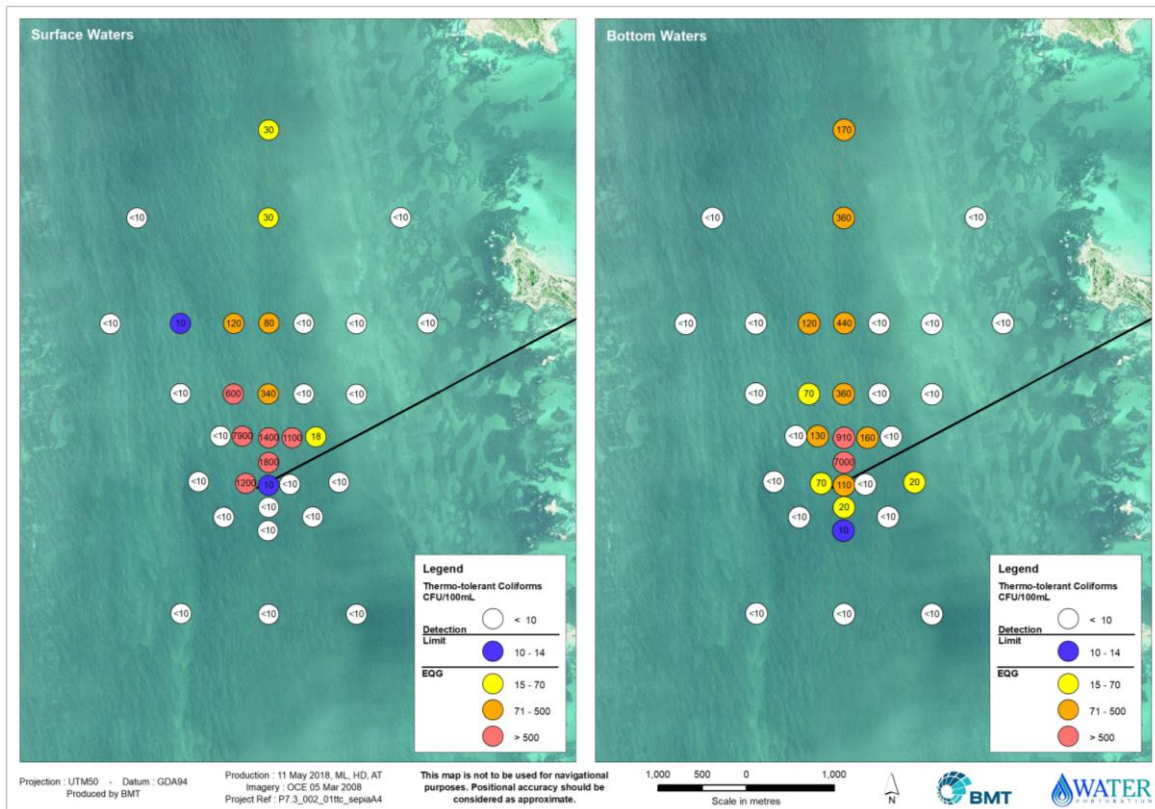 Surface Waters
30
30
<10
<10
<10
10
120
80
<10
<10
<10
<10
600
340
<10
<10
<10
7900
1400
1100
18
1800
<10
1200
10
<10
<10
<10
<10
<10
<10
<10
<10
<10
Legend
Thermo-tolerant Coliforms
CFU/100mL
< 10
Detection
Limit
10 - 14
EQG
15 - 70
71 - 500
> 500
Bottom Waters
170
360
<10
<10
<10
<10
120
440
<10
<10
<10
<10
70
360
<10
<10
<10
130
910
160
<10
7000
<10
70
110
<10
20
20
<10
<10
10
<10
<10
<10
Legend
Thermo-tolerant Coliforms
CFU/100mL
< 10
Detection
Limit
10 - 14
EQG
15 - 70
71 - 500
> 500
Projection : UTM50 - Datum : GDA94
Produced by BMT
Production : 11 May 2018, ML, HD, AT
Imagery : OCE 05 Mar 2008
Project Ref : P7.3_002_01ttc_sepiaA4
This map is not to be used for navigational
purposes. Positional accuracy should be
considered as approximate.
1,000 500 0 1,000
Scale in metres
N
BMT
WATER
CORPORATION